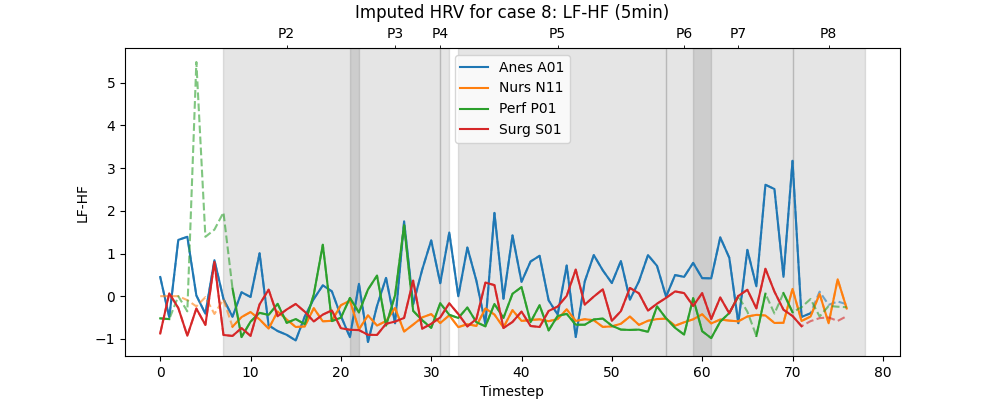 Imputed HRV for case 8: LF-HF (5min)
P2 P3 P4 P5 P6 P7 P8
Anes A01
Nurs N11
Perf P01
Surg S01
LF-HF
5
4
3
2
1
0
−1
0 10 20 30 40 50 60 70 80
Timestep